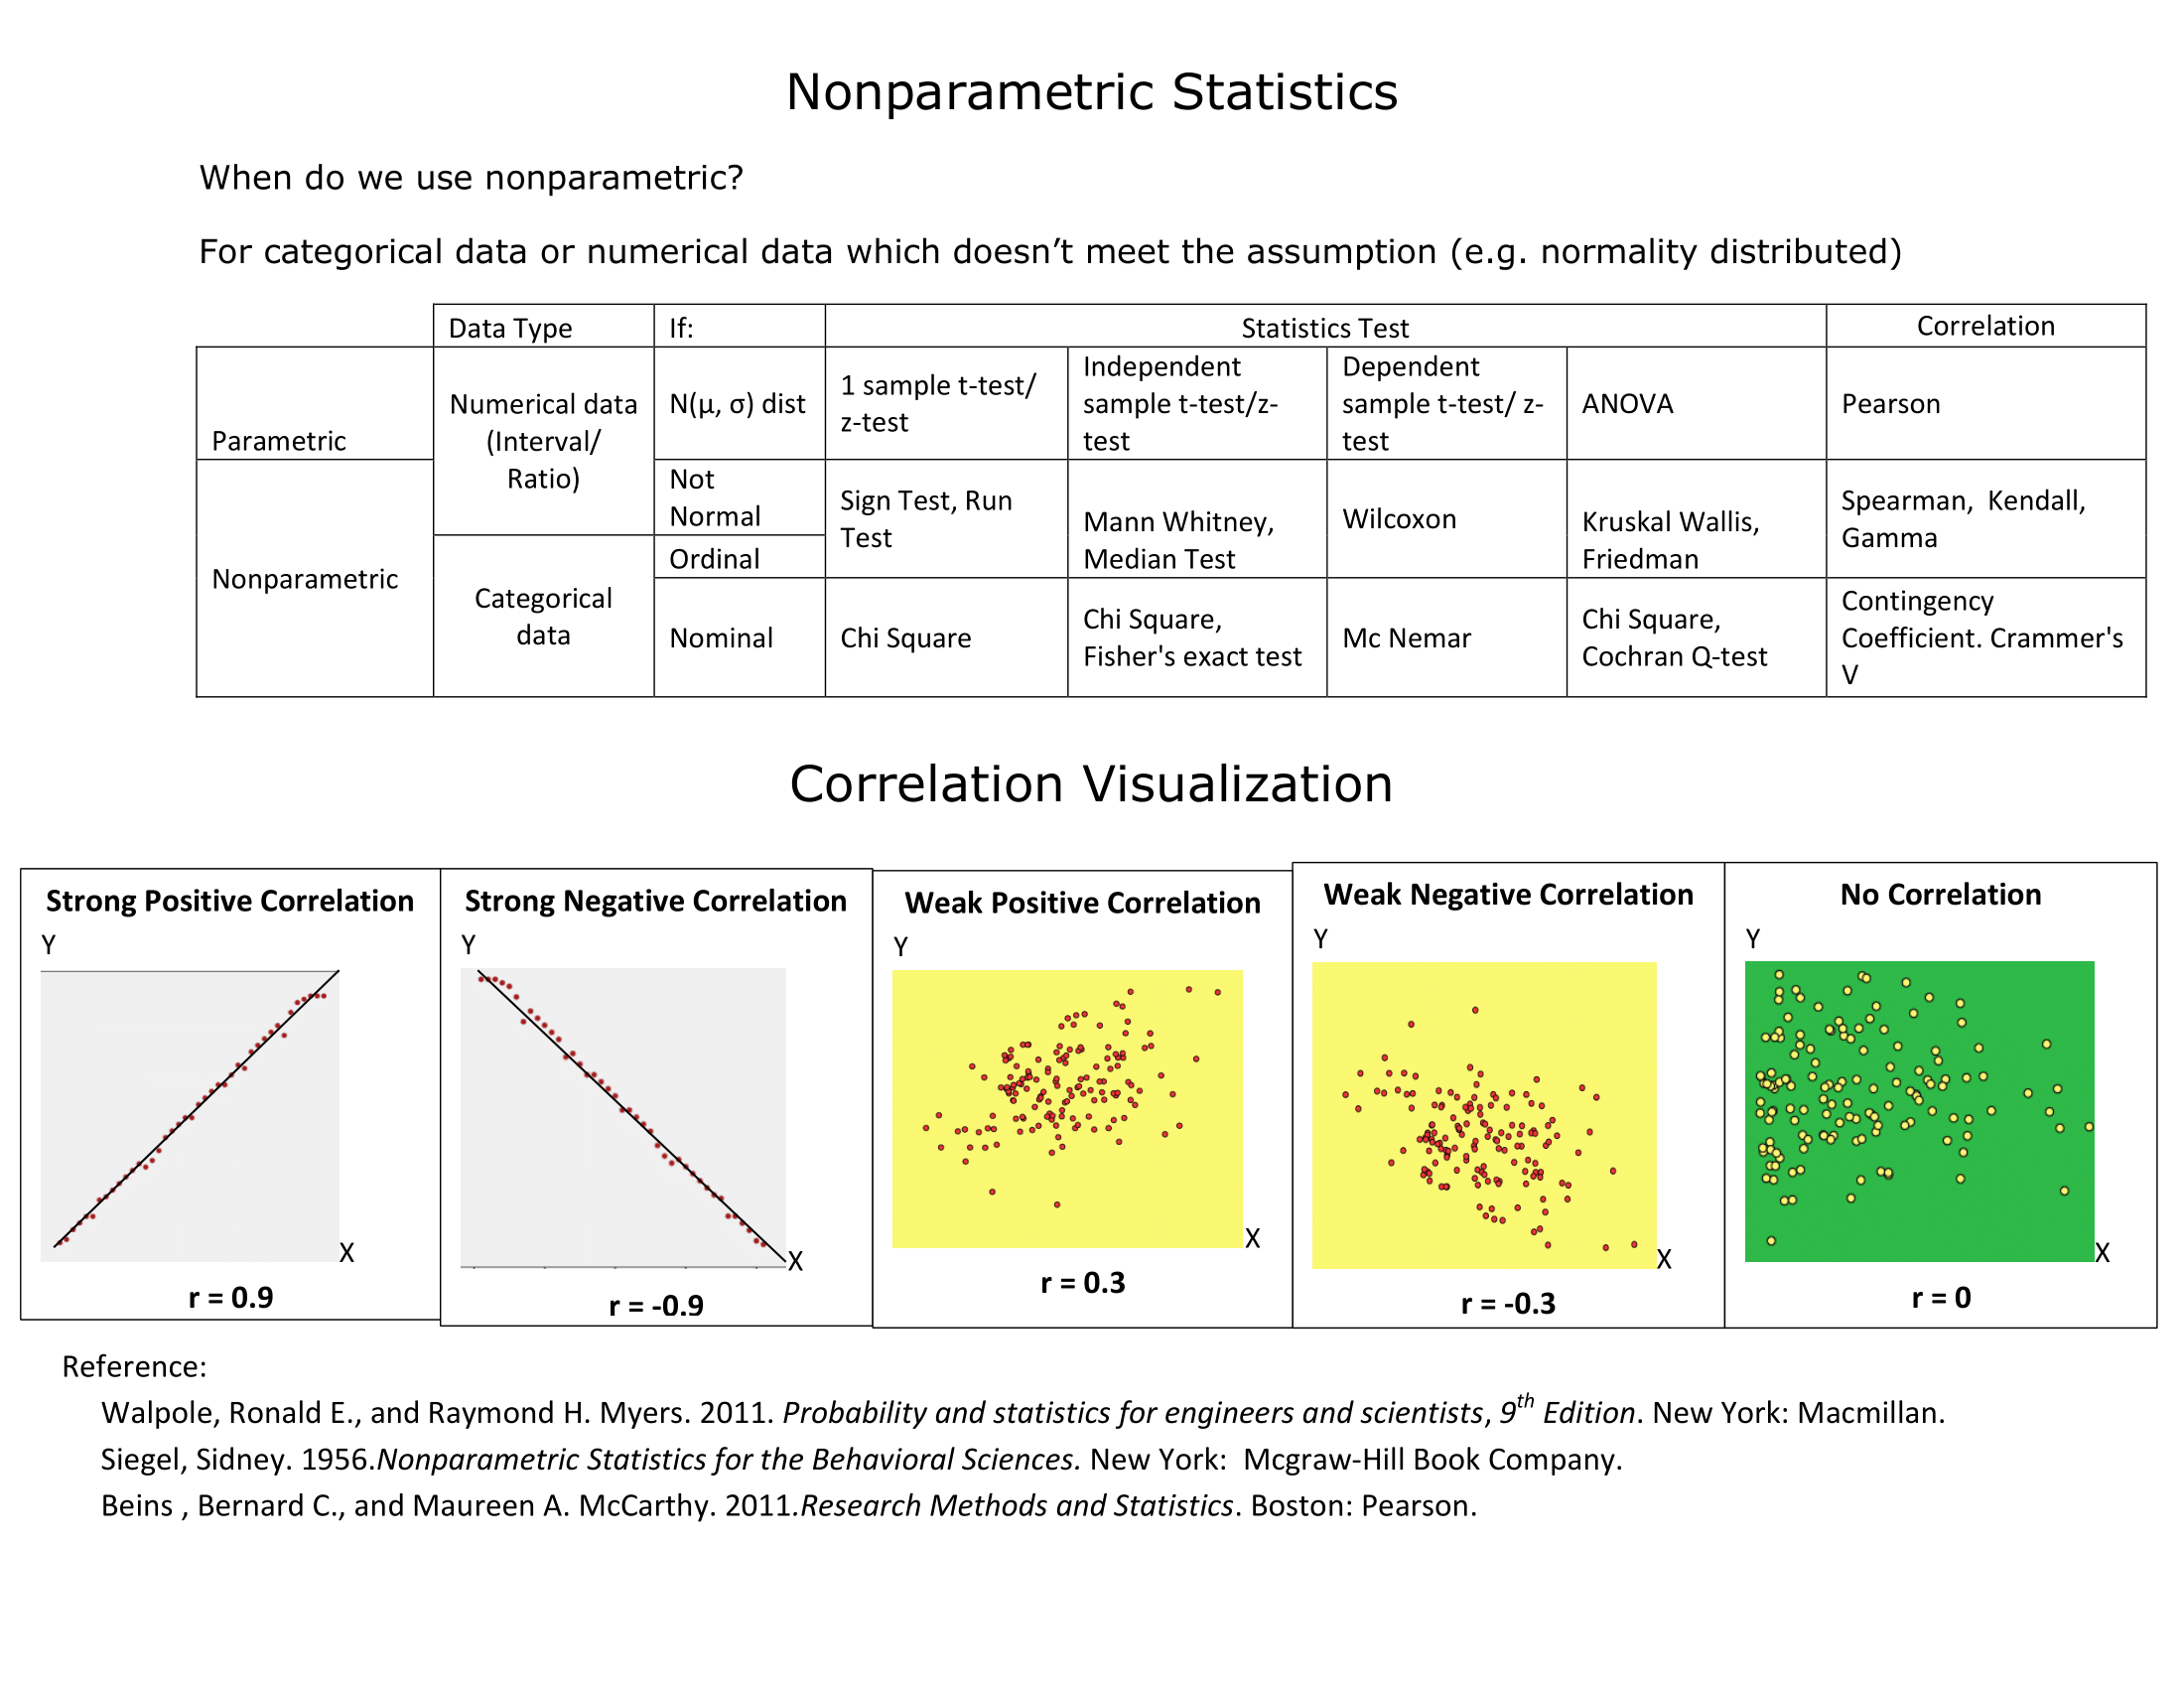 Nonparametric Statistics
When do we use nonparametric?
For categorical data or numerical data which doesn’t meet the assumption (e.g. normality distributed)
Data Type If: Statistics Test Correlation
Parametric
Numerical data
(Interval/
Ratio)
N(μ, σ) dist
1 sample t-test/
z-test
Independent
sample t-test/z-
test
Dependent
sample t-test/ z-
test
ANOVA
Pearson
Nonparametric
Not
Normal
Ordinal
Sign Test, Run
Test
Mann Whitney,
Median Test
Wilcoxon
Kruskal Wallis,
Friedman
Spearman,  Kendall,
Gamma
Categorical
data
Nominal
Chi Square
Chi Square,
Fisher's exact test
Mc Nemar
Chi Square,
Cochran Q-test
Contingency
Coefficient. Crammer's
V
Correlation Visualization
Strong Positive Correlation
Y
X
r = 0.9
Strong Negative Correlation
Y
X
r = -0.9
Weak Positive Correlation
Y
X
r = 0.3
Weak Negative Correlation
Y
X
r = -0.3
No Correlation
Y
X
r = 0
Reference:
Walpole, Ronald E., and Raymond H. Myers. 2011. Probability and statistics for engineers and scientists, 9th Edition. New York: Macmillan.
Siegel, Sidney. 1956.Nonparametric Statistics for the Behavioral Sciences. New York:  Mcgraw-Hill Book Company.
Beins , Bernard C., and Maureen A. McCarthy. 2011.Research Methods and Statistics. Boston: Pearson.